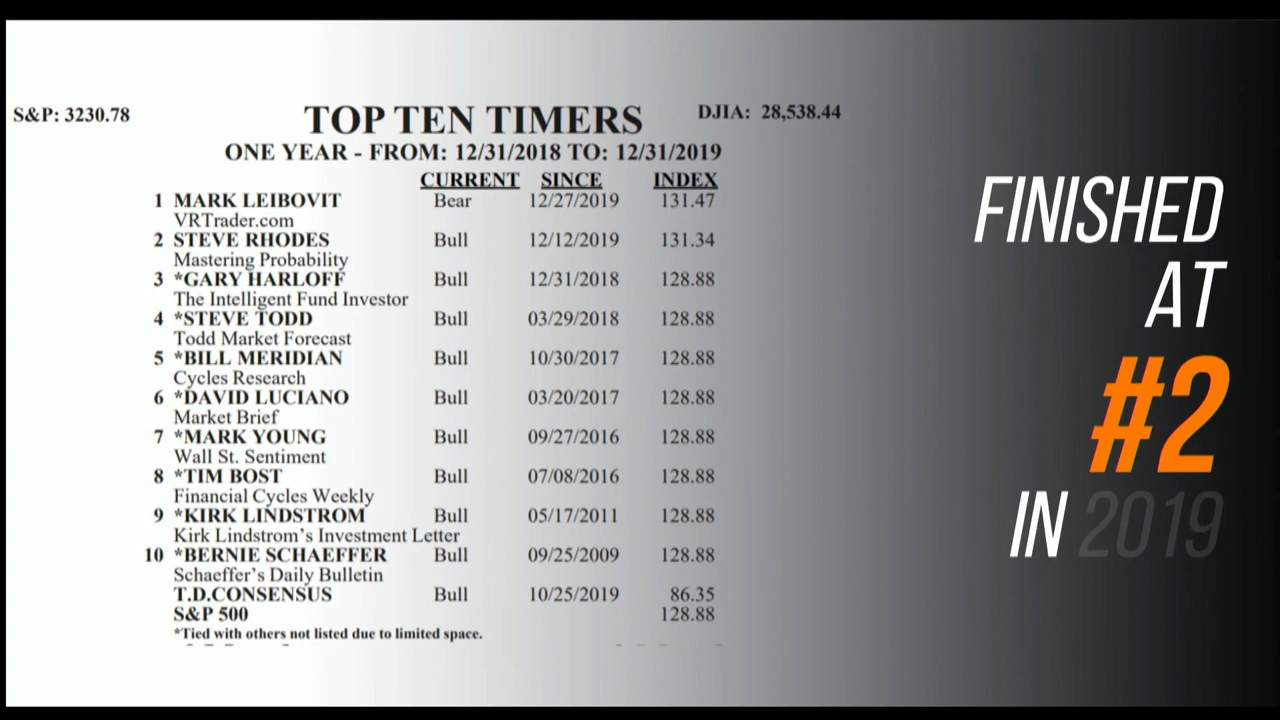 S&P: 3230.78
TOP TEN TIMERS
DJIA: 28,538.44
ONE YEAR - FROM: 12/31/2018 TO: 12/31/2019
CURRENT SINCE INDEX
1 MARK LEIBOVIT Bear 12/27/2019 131.47
VRTrader.com
2 STEVE RHODES Bull 12/12/2019 131.34
Mastering Probability
3 *GARY HARLOFF Bull 12/31/2018 128.88
The Intelligent Fund Investor
4 *STEVE TODD Bull 03/29/2018 128.88
Todd Market Forecast
5 *BILL MERIDIAN Bull 10/30/2017 128.88
Cycles Research
6 *DAVID LUCIANO Bull 03/20/2017 128.88
Market Brief
7 *MARK YOUNG Bull 09/27/2016 128.88
Wall St. Sentiment
8 *TIM BOST Bull 07/08/2016 128.88
Financial Cycles Weekly
9 *KIRK LINDSTROM Bull 05/17/2011 128.88
Kirk Lindstrom's Investment Letter
10 *BERNIE SCHAEFFER Bull 09/25/2009 128.88
Schaeffer's Daily Bulletin
T.D.CONSENSUS Bull 10/25/2019 86.35
S&P 500 128.88
*Tied with others not listed due to limited space.
FINISHED
AT
#2
IN 2019